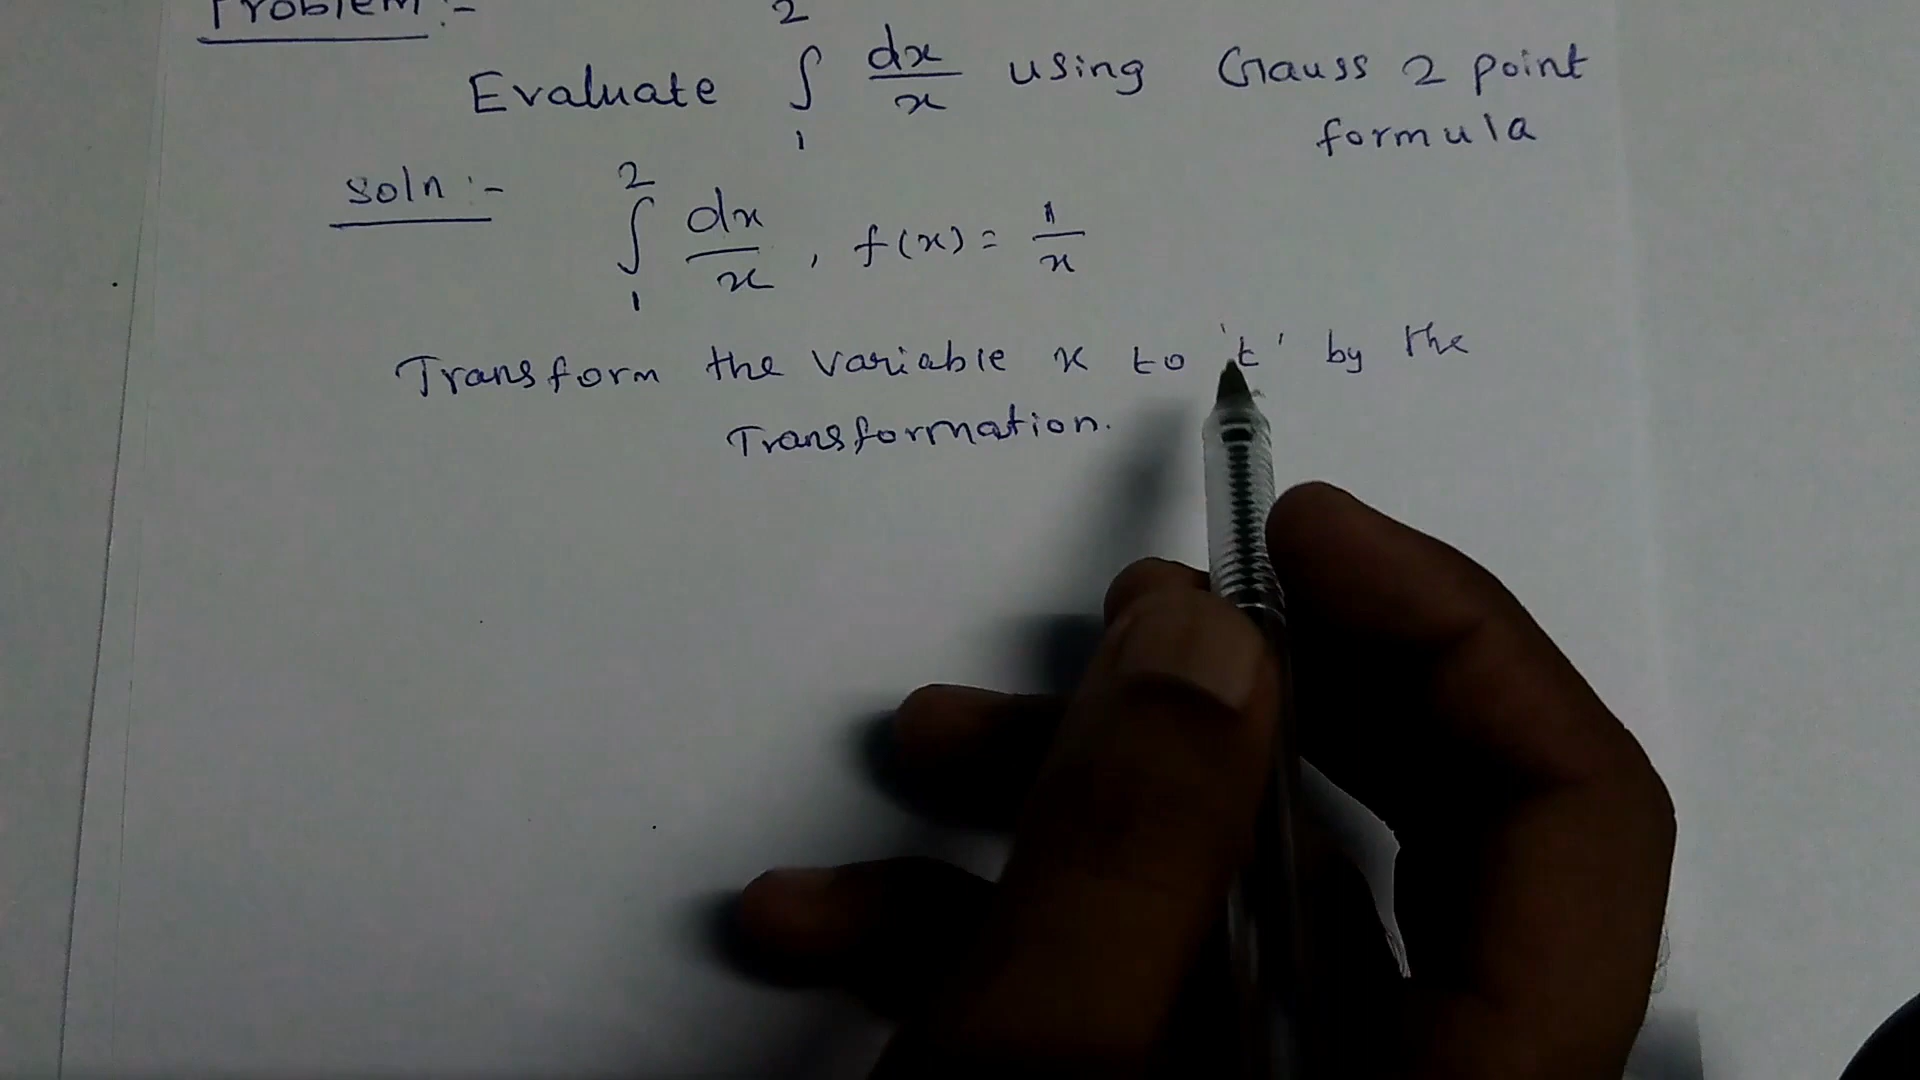 Problem :-
Evaluate ∫₁² dx/x using Gauss 2 point
formula
Soln :- ∫₁² dx/x , f(x) = 1/x
Transform the variable x to 't' by the
Transformation.